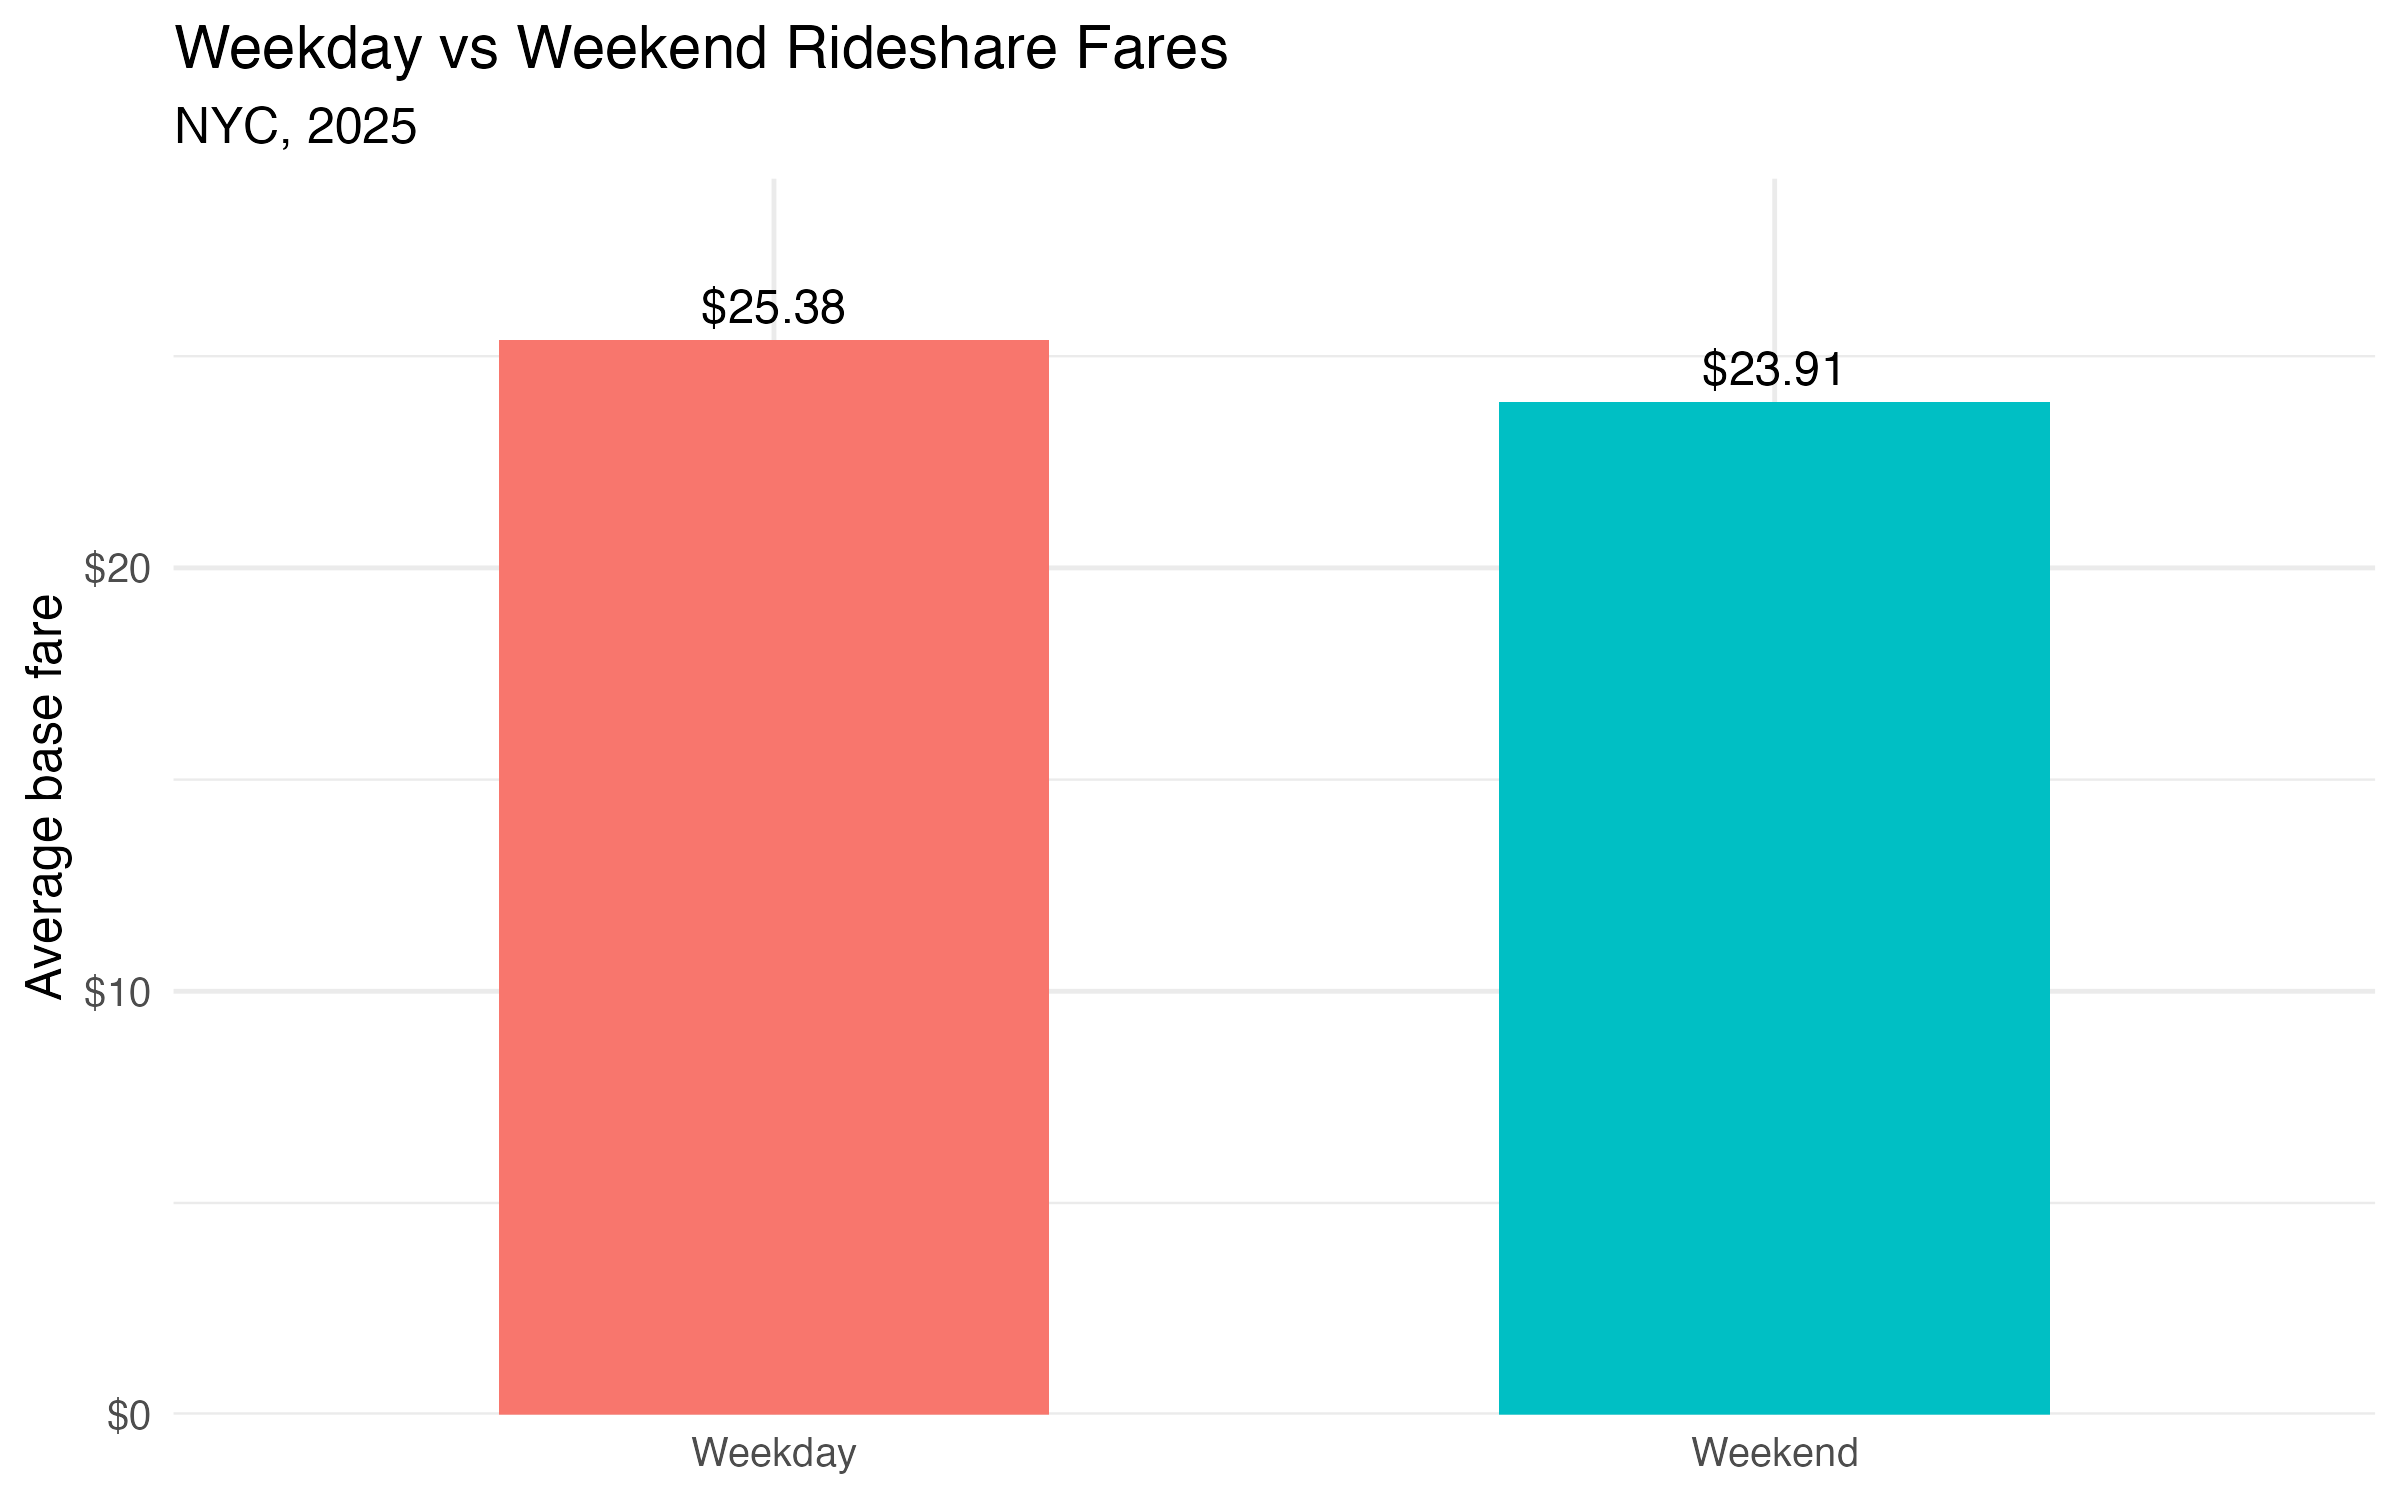 Weekday vs Weekend Rideshare Fares
NYC, 2025
$25.38
$23.91
$20
$10
$0
Average base fare
Weekday
Weekend